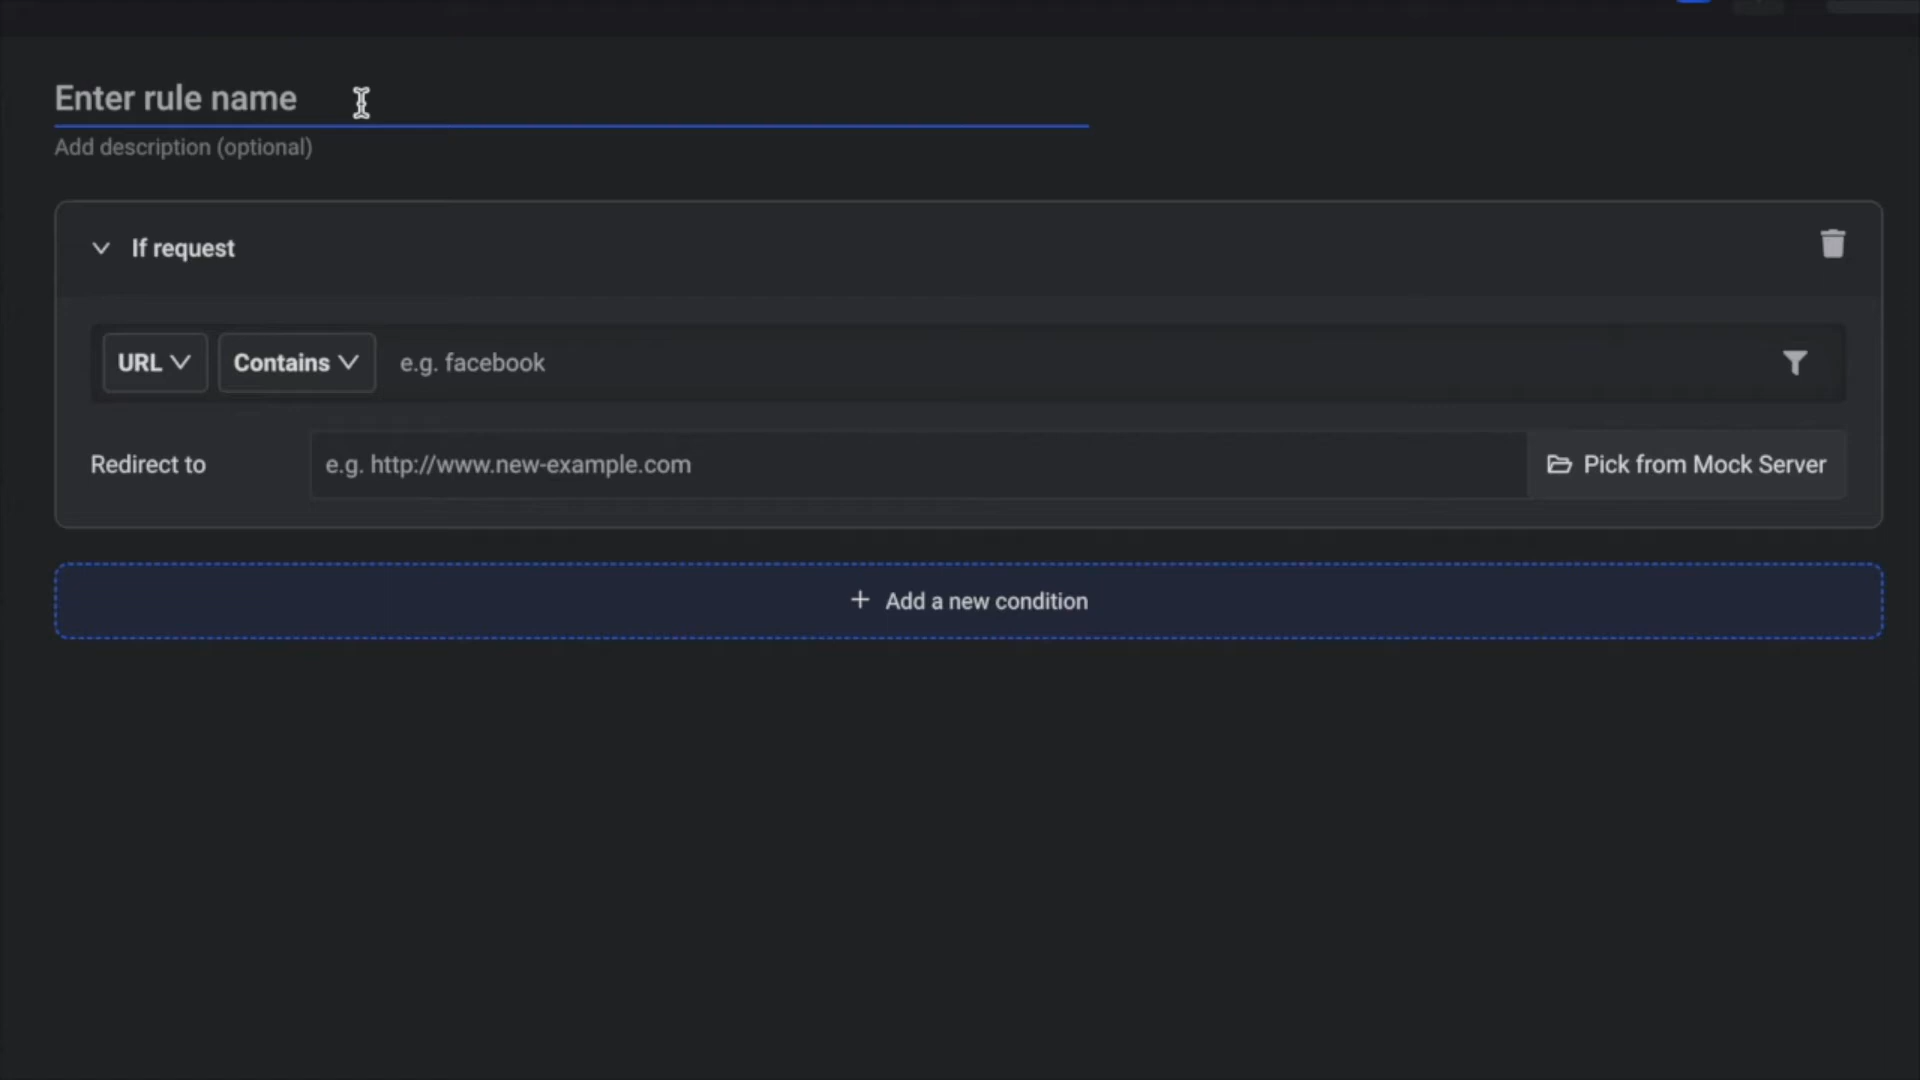 Enter rule name
Add description (optional)
If request
URL Contains e.g. facebook
Redirect to e.g. http://www.new-example.com Pick from Mock Server
+ Add a new condition